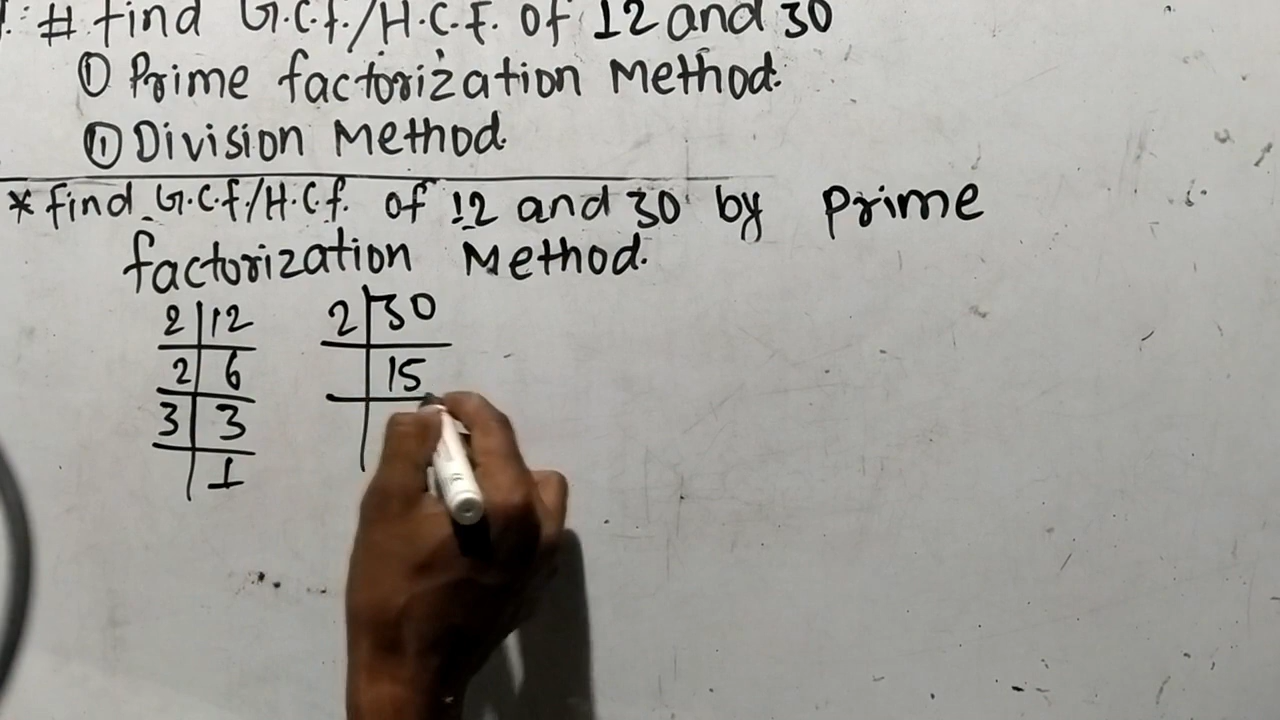 # Find G.C.F./H.C.F. of 12 and 30
① Prime factorization Method.
⑪ Division Method.
* Find G.C.F./H.C.F. of 12 and 30 by Prime
factorization Method.
2 | 12 2 | 30
2 | 6 15
3 | 3
1